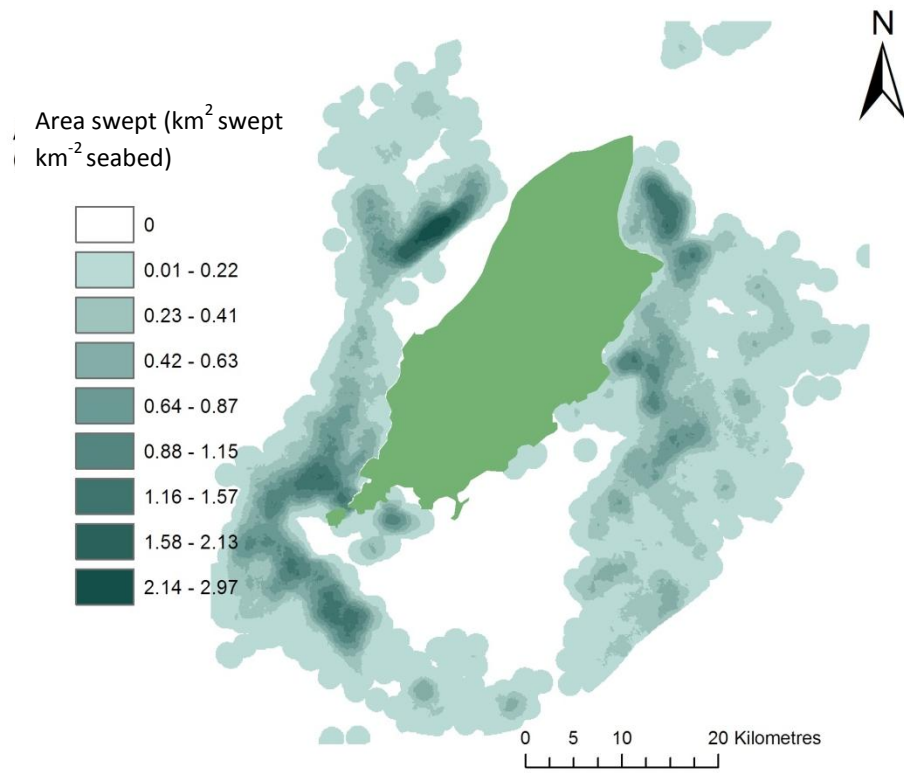 N
Area swept (km² swept
km⁻² seabed)
0
0.01 - 0.22
0.23 - 0.41
0.42 - 0.63
0.64 - 0.87
0.88 - 1.15
1.16 - 1.57
1.58 - 2.13
2.14 - 2.97
0 5 10 20 Kilometres